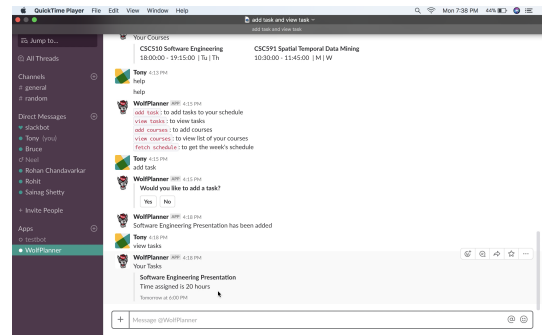 QuickTime Player File Edit View Window Help
Mon 7:38 PM 44%
add task and view task
add task and view task
Jump to...
All Threads
Channels
# general
# random
Direct Messages
slackbot
Tony (you)
Bruce
Neel
Rohan Chandavarkar
Rohit
Sainag Shetty
+ Invite People
Apps
testbot
WolfPlanner
Your Courses
CSC510 Software Engineering CSC591 Spatial Temporal Data Mining
18:00:00 - 19:15:00 | Tu | Th 10:30:00 - 11:45:00 | M | W
Tony 4:13 PM
help
help
WolfPlanner APP 4:15 PM
add task : to add tasks to your schedule
view tasks : to view tasks
add courses : to add courses
view courses : to view list of your courses
fetch schedule : to get the week's schedule
Tony 4:15 PM
add task
WolfPlanner APP 4:15 PM
Would you like to add a task?
Yes No
WolfPlanner APP 4:18 PM
Software Engineering Presentation has been added
Tony 4:18 PM
view tasks
WolfPlanner APP 4:18 PM
Your Tasks
Software Engineering Presentation
Time assigned is 20 hours
Tomorrow at 6:00 PM
+ Message @WolfPlanner @